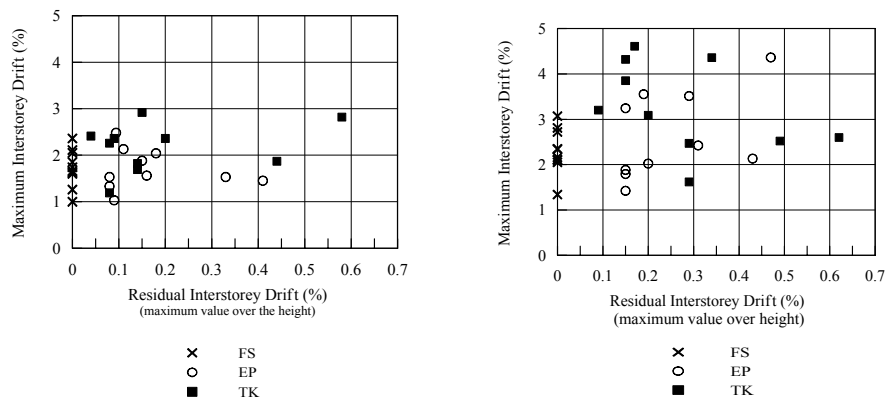 Maximum Interstorey Drift (%)
5
4
3
2
1
0
0 0.1 0.2 0.3 0.4 0.5 0.6 0.7
Residual Interstorey Drift (%)
(maximum value over the height)
FS
EP
TK
Maximum Interstorey Drift (%)
5
4
3
2
1
0
0 0.1 0.2 0.3 0.4 0.5 0.6 0.7
Residual Interstorey Drift (%)
(maximum value over height)
FS
EP
TK